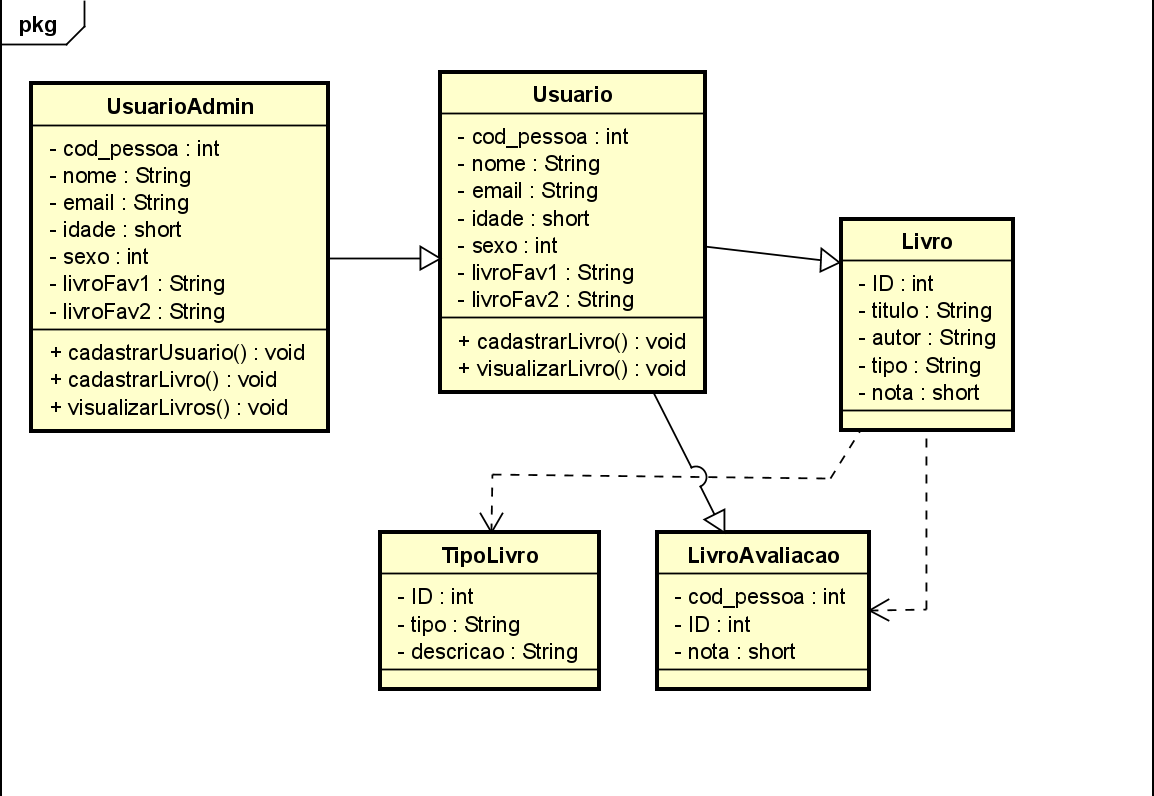 pkg
UsuarioAdmin
- cod_pessoa : int
- nome : String
- email : String
- idade : short
- sexo : int
- livroFav1 : String
- livroFav2 : String
+ cadastrarUsuario() : void
+ cadastrarLivro() : void
+ visualizarLivros() : void
Usuario
- cod_pessoa : int
- nome : String
- email : String
- idade : short
- sexo : int
- livroFav1 : String
- livroFav2 : String
+ cadastrarLivro() : void
+ visualizarLivro() : void
Livro
- ID : int
- titulo : String
- autor : String
- tipo : String
- nota : short
TipoLivro
- ID : int
- tipo : String
- descricao : String
LivroAvaliacao
- cod_pessoa : int
- ID : int
- nota : short